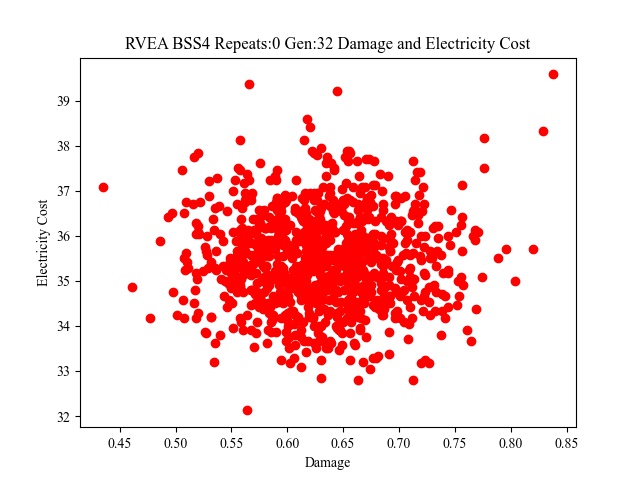 RVEA BSS4 Repeats:0 Gen:32 Damage and Electricity Cost
39
38
37
36
35
34
33
32
Electricity Cost
0.45 0.50 0.55 0.60 0.65 0.70 0.75 0.80 0.85
Damage